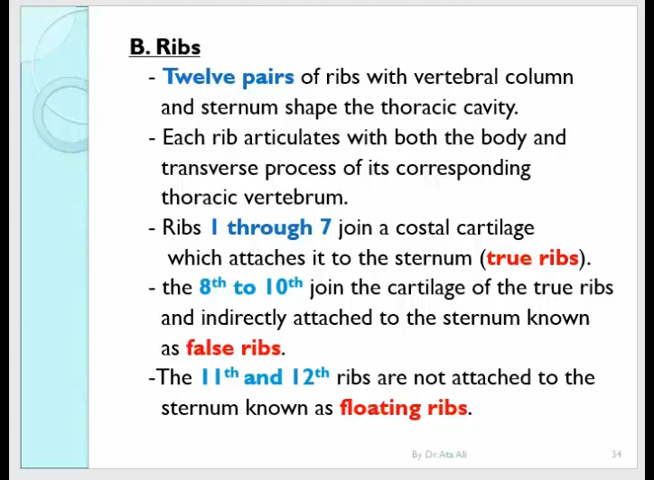 B. Ribs
- Twelve pairs of ribs with vertebral column
and sternum shape the thoracic cavity.
- Each rib articulates with both the body and
transverse process of its corresponding
thoracic vertebrum.
- Ribs 1 through 7 join a costal cartilage
which attaches it to the sternum (true ribs).
- the 8th to 10th join the cartilage of the true ribs
and indirectly attached to the sternum known
as false ribs.
-The 11th and 12th ribs are not attached to the
sternum known as floating ribs.
By Dr.Ata Ali
34